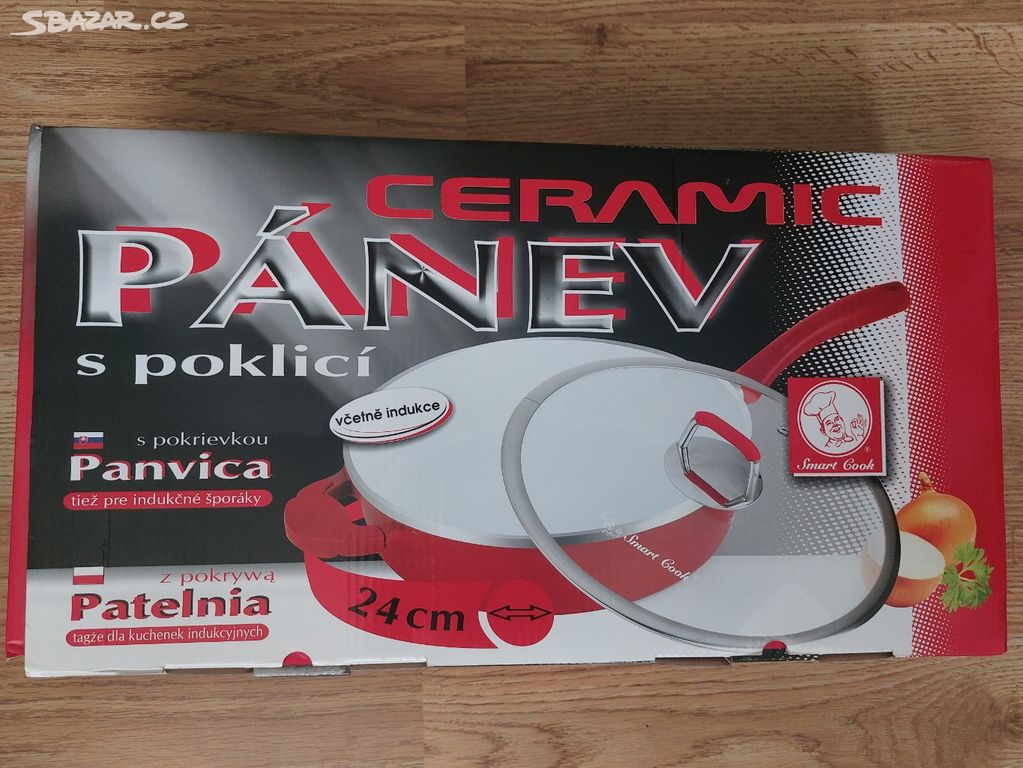 SBAZAR.CZ
CERAMIC
PÁNEV
s poklicí
včetně indukce
s pokrievkou
Panvica
tiež pre indukčné šporáky
Smart Cook
Smart Cook
z pokrywą
Patelnia
tagże dla kuchenek indukcyjnych
24 cm